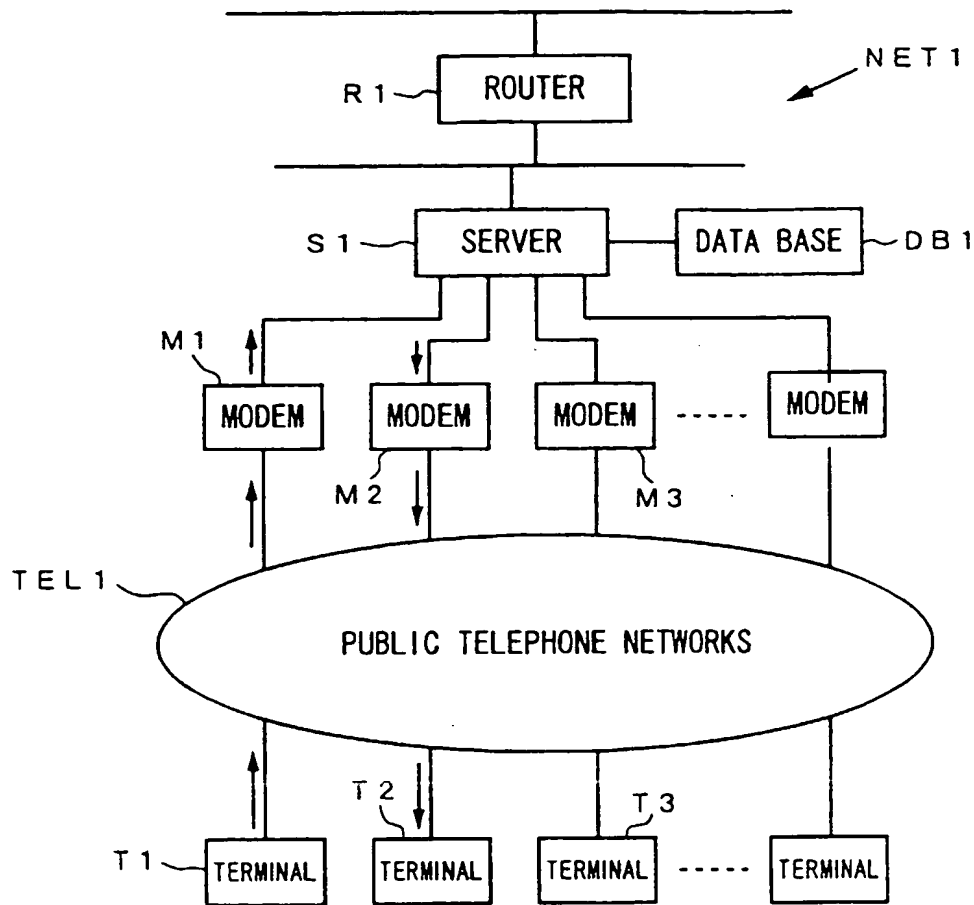 NET1
R1 ROUTER
S1 SERVER DATA BASE DB1
M1
MODEM MODEM MODEM MODEM
M2 M3
TEL1
PUBLIC TELEPHONE NETWORKS
T2 T3
T1 TERMINAL TERMINAL TERMINAL TERMINAL